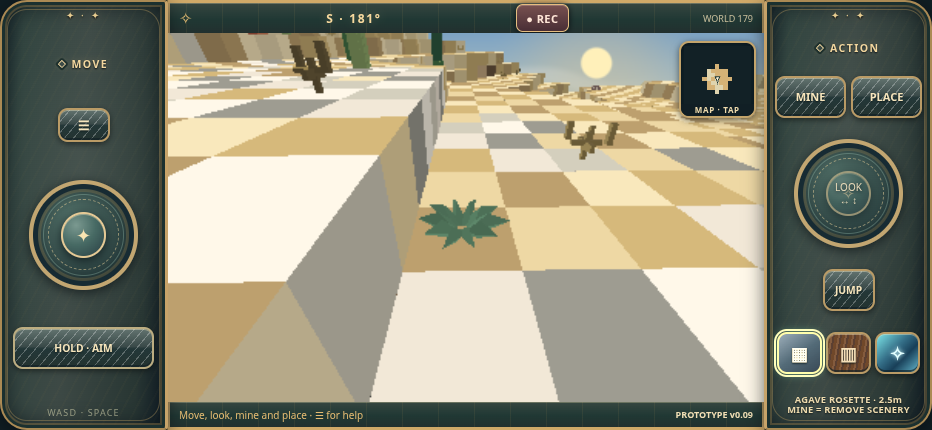 MOVE
HOLD · AIM
WASD · SPACE
S · 181°
● REC
WORLD 179
MAP · TAP
Move, look, mine and place · ☰ for help
PROTOTYPE v0.09
ACTION
MINE
PLACE
LOOK
JUMP
AGAVE ROSETTE · 2.5m
MINE = REMOVE SCENERY